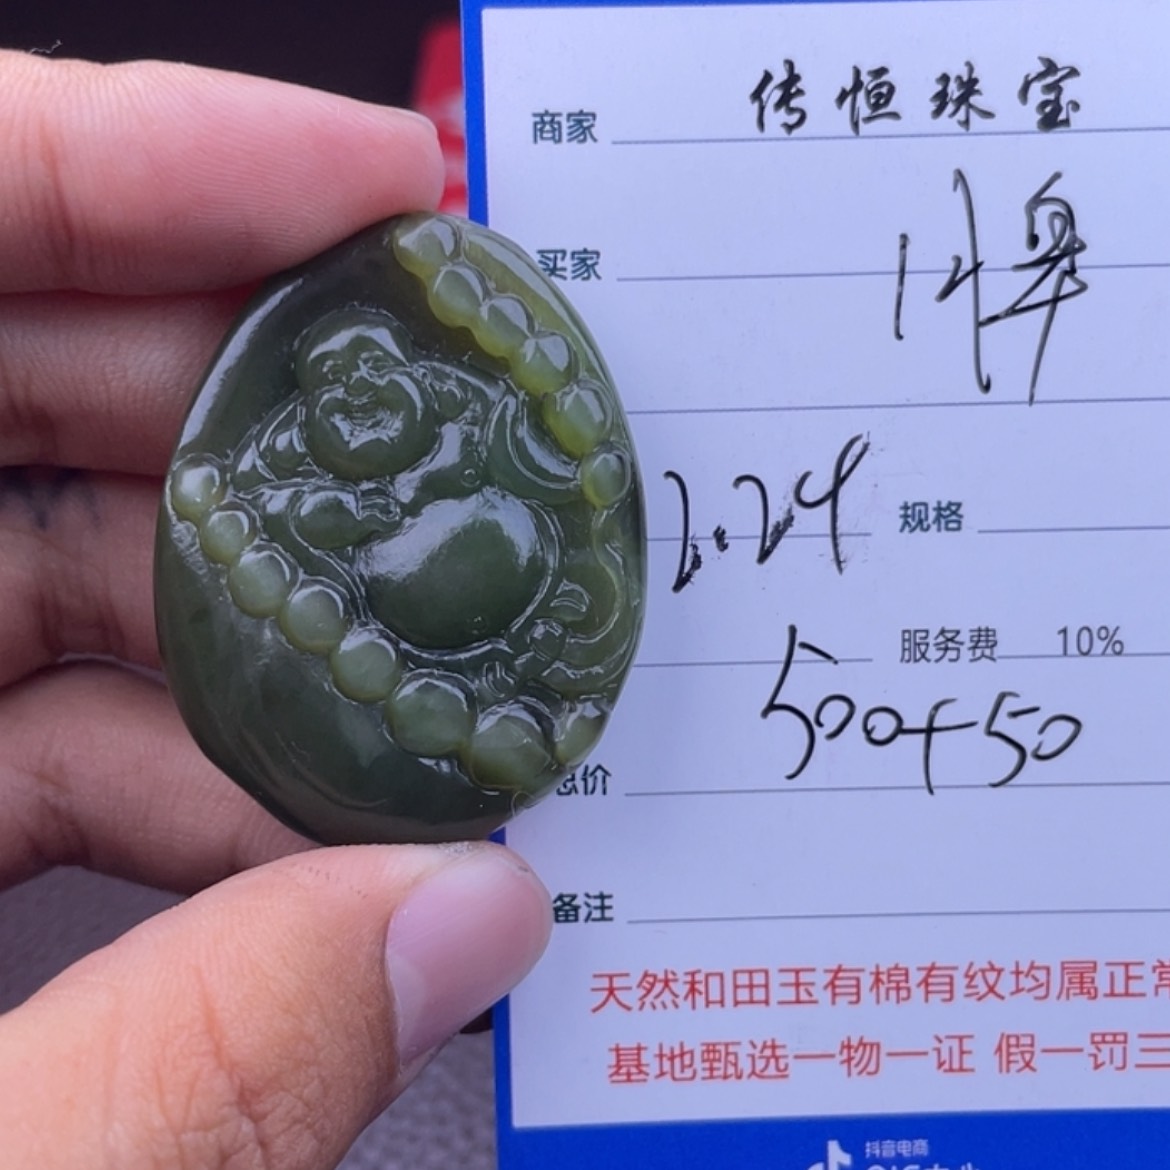 商家 传恒珠宝
买家
2.24 规格
服务费 10%
500+50
总价
备注
天然和田玉有棉有纹均属正常
基地甄选一物一证 假一罚三
抖音电商